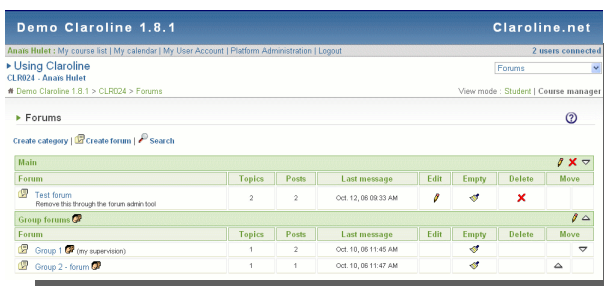 Demo Claroline 1.8.1 Claroline.net
Anaïs Hulet : My course list | My calendar | My User Account | Platform Administration | Logout 2 users connected
Using Claroline Forums
CLR024 - Anaïs Hulet
Demo Claroline 1.8.1 > CLR024 > Forums View mode : Student | Course manager
Forums
Create category | Create forum | Search
Main
Forum Topics Posts Last message Edit Empty Delete Move
Test forum 2 2 Oct. 12, 06 09:33 AM
Remove this through the forum admin tool
Group forums
Forum Topics Posts Last message Edit Empty Delete Move
Group 1 (my supervision) 1 2 Oct. 10, 06 11:45 AM
Group 2 - forum 1 1 Oct. 10, 06 11:47 AM